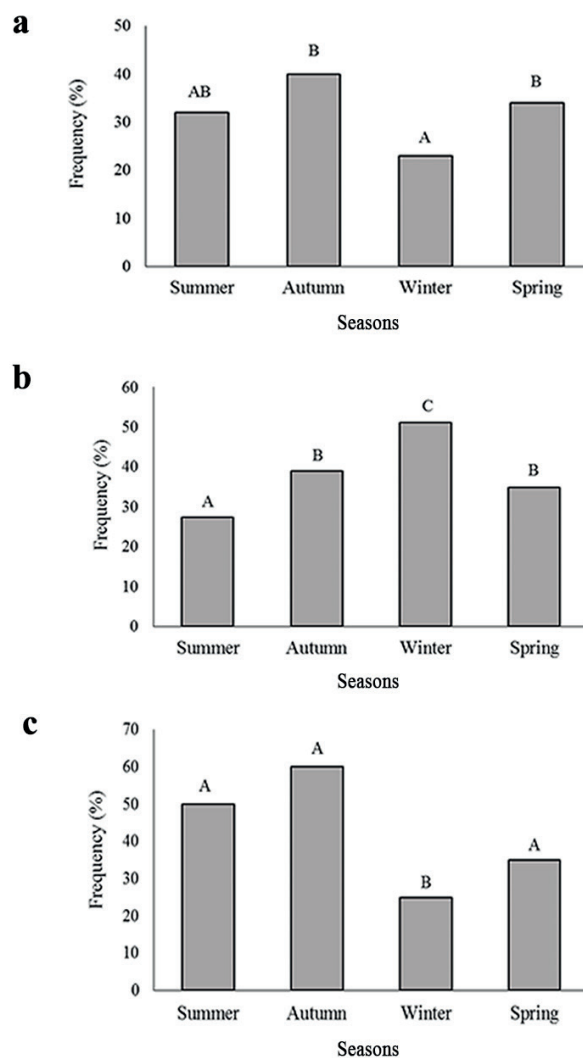 a
50
40
30
20
10
0
Frequency (%)
AB
B
A
B
Summer Autumn Winter Spring
Seasons
b
60
50
40
30
20
10
0
Frequency (%)
A
B
C
B
Summer Autumn Winter Spring
Seasons
c
70
60
50
40
30
20
10
0
Frequency (%)
A
A
B
A
Summer Autumn Winter Spring
Seasons